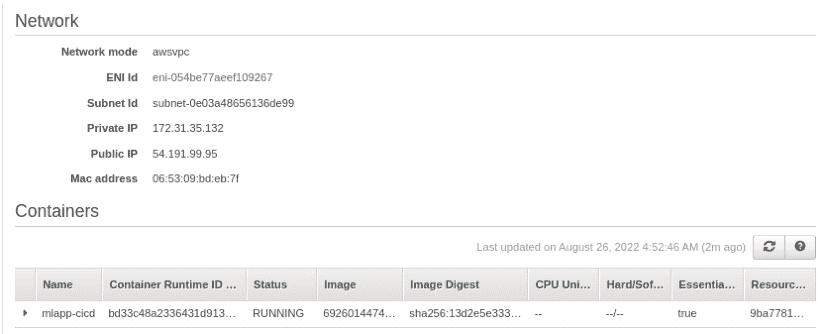 Network
Network mode awsvpc
ENI Id eni-054be77aeef109267
Subnet Id subnet-0e03a48656136de99
Private IP 172.31.35.132
Public IP 54.191.99.95
Mac address 06:53:09:bd:eb:7f
Containers
Last updated on August 26, 2022 4:52:46 AM (2m ago)
Name Container Runtime ID ... Status Image Image Digest CPU Uni... Hard/Sof... Essentia... Resourc...
mlapp-cicd bd33c48a2336431d913... RUNNING 6926014474... sha256:13d2e5e333... -- --/-- true 9ba7781...